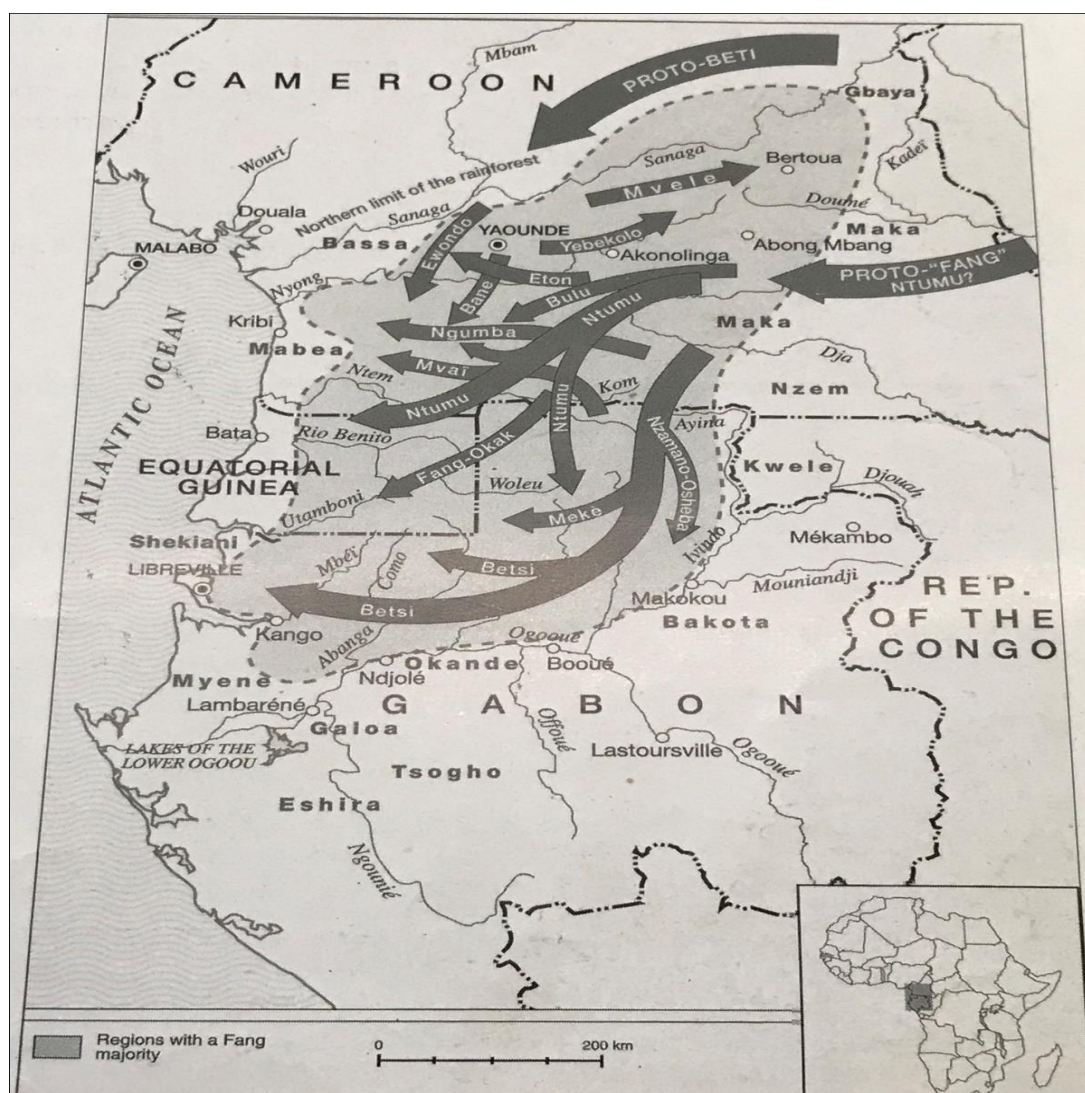 Mbam
CAMEROON
PROTO-BETI
Gbaya
Wouri
Northern limit of the rainforest
Sanaga
Bertoua
Kadeï
Mvele
Doumé
Douala
Sanaga
YAOUNDE
Yebekolo
Maka
MALABO
Bassa
Ewondo
Akonolinga
Abong Mbang
PROTO-"FANG"
NTUMU?
Nyong
Bane
Eton
Bulu
Ntumu
Kribi
Ngumba
Maka
Mabea
Dja
Ntem
Mvaï
Kom
Nzem
Ntumu
Ntumu
ATLANTIC OCEAN
Bata
Rio Benito
Fang-Okak
Nzamano-Osheba
Ayina
Kwele
Djouah
EQUATORIAL
GUINEA
Woleu
Utamboni
Mekè
Mékambo
Shekiani
Mbéï
Como
Ivindo
LIBREVILLE
Betsi
Mouniandji
Makokou
REP.
OF THE
CONGO
Betsi
Bakota
Kango
Abanga
Ogooué
Okande
Booué
Myene
Ndjolé
Lambaréné
GABON
Galoa
Offoué
Lastoursville
Ogooué
LAKES OF THE
LOWER OGOOU
Tsogho
Eshira
Ngounié
Regions with a Fang
majority
0 200 km